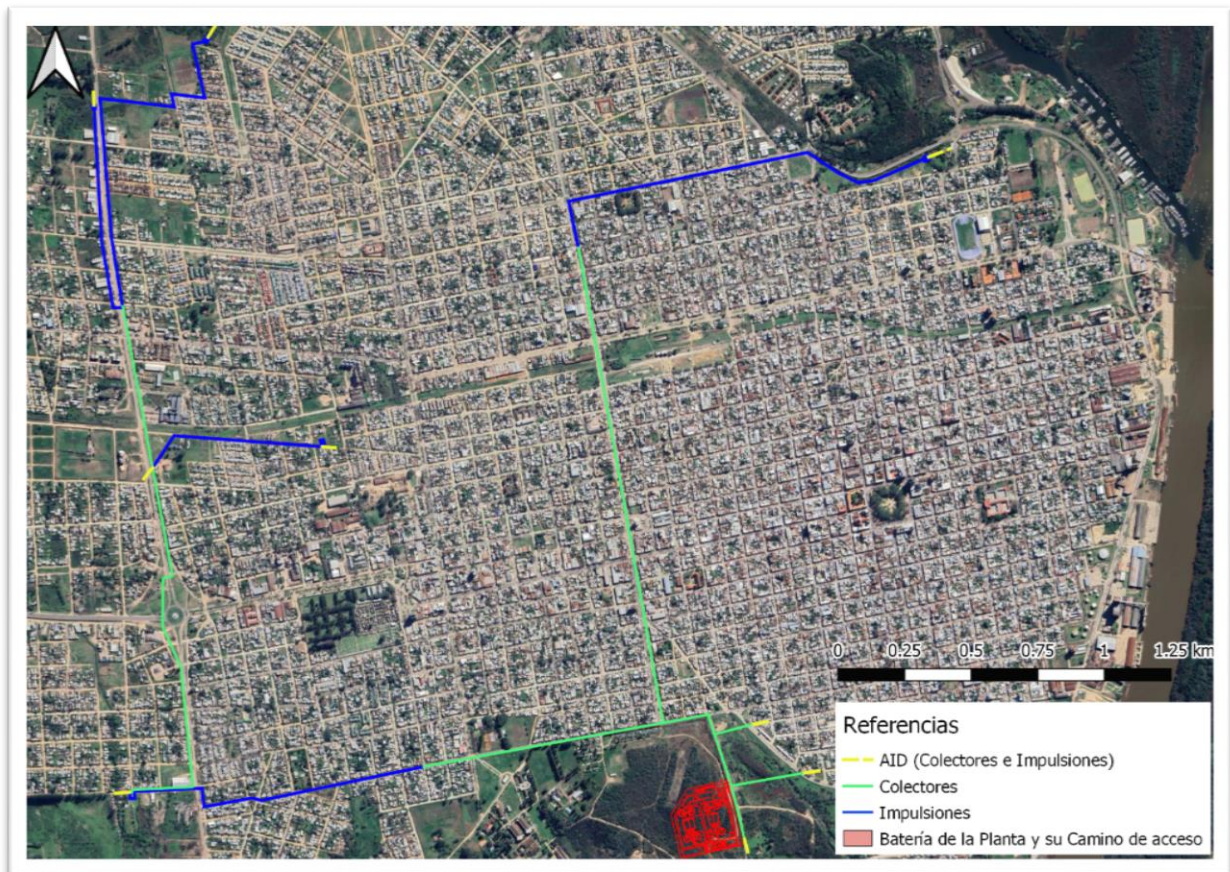 0 0.25 0.5 0.75 1 1.25 km
Referencias
AID (Colectores e Impulsiones)
Colectores
Impulsiones
Batería de la Planta y su Camino de acceso